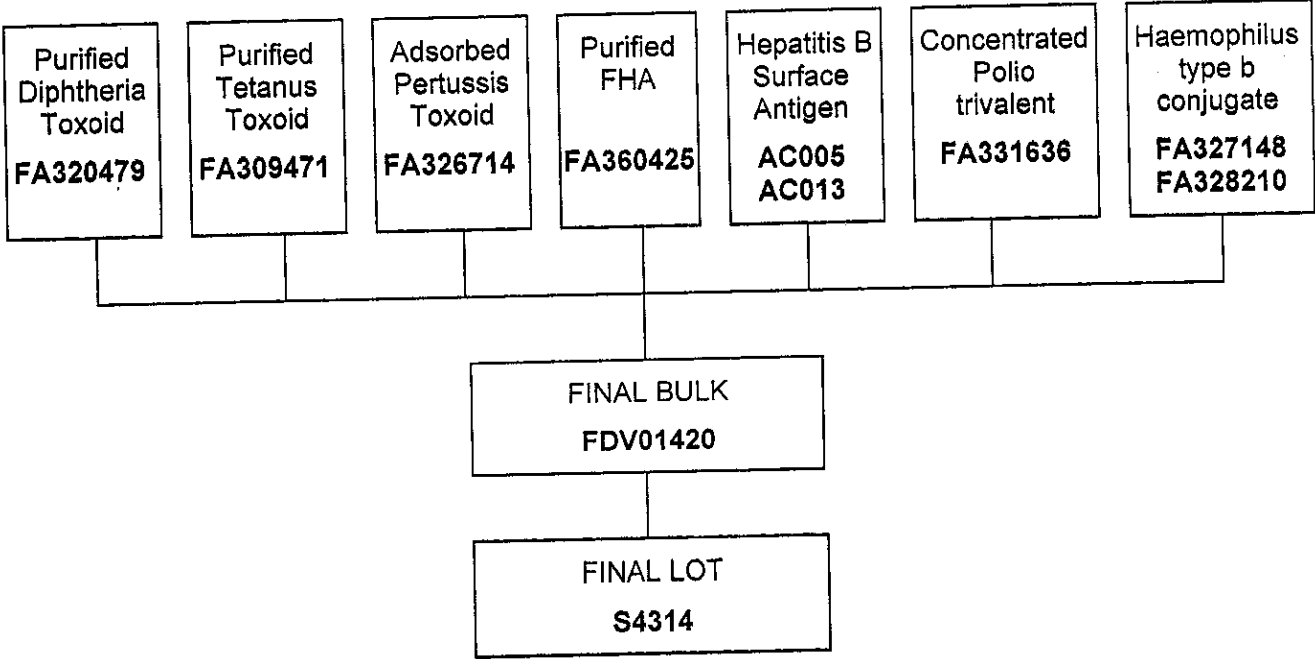 Purified
Diphtheria
Toxoid
FA320479
Purified
Tetanus
Toxoid
FA309471
Adsorbed
Pertussis
Toxoid
FA326714
Purified
FHA
FA360425
Hepatitis B
Surface
Antigen
AC005
AC013
Concentrated
Polio
trivalent
FA331636
Haemophilus
type b
conjugate
FA327148
FA328210
FINAL BULK
FDV01420
FINAL LOT
S4314